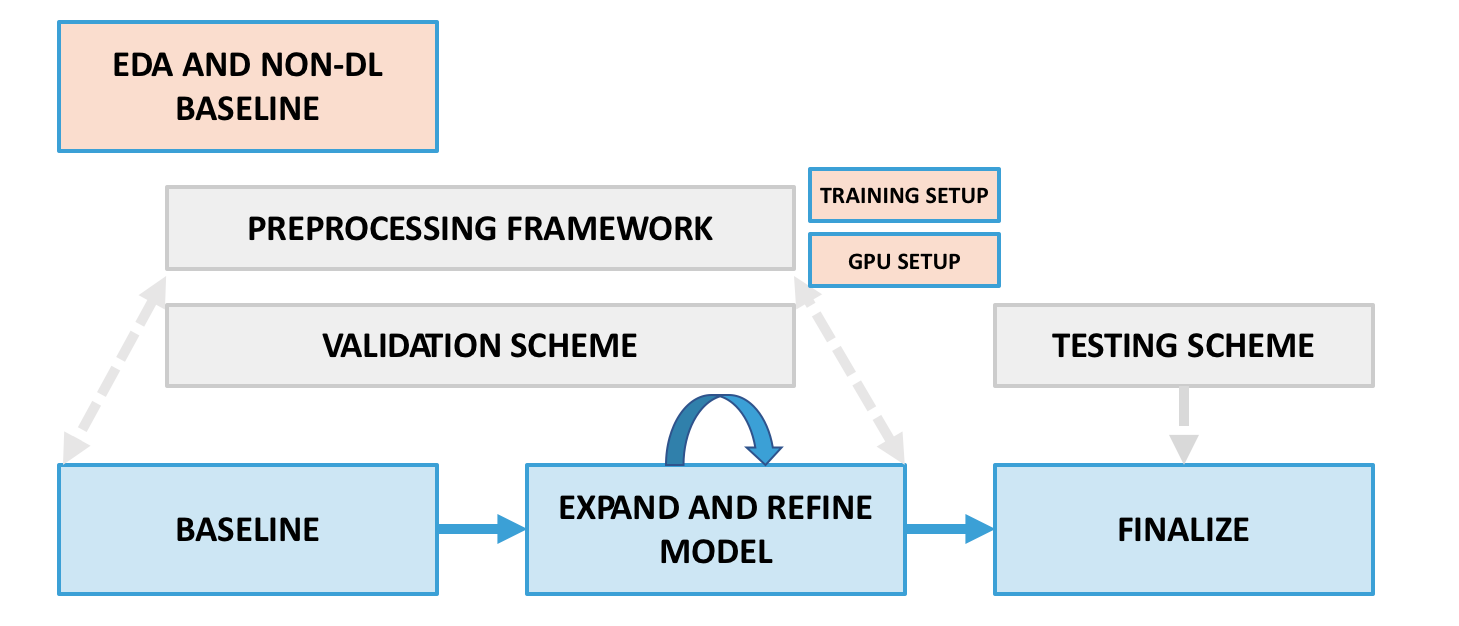 EDA AND NON-DL
BASELINE
PREPROCESSING FRAMEWORK
TRAINING SETUP
GPU SETUP
VALIDATION SCHEME
TESTING SCHEME
BASELINE
EXPAND AND REFINE
MODEL
FINALIZE